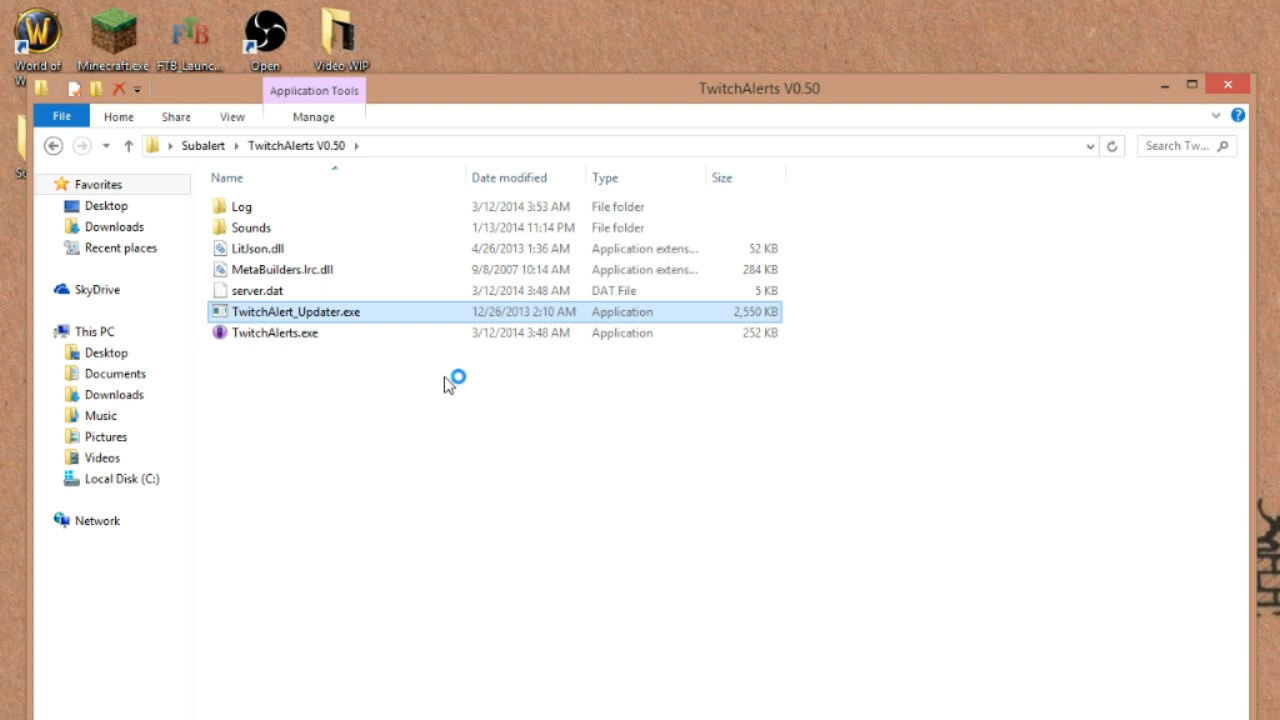 World of
Minecraft.exe
FTB_Launc...
Open
Video WIP
Application Tools
TwitchAlerts V0.50
File
Home
Share
View
Manage
Subalert
TwitchAlerts V0.50
Search Tw...
Name
Date modified
Type
Size
Favorites
Desktop
Downloads
Recent places
SkyDrive
This PC
Desktop
Documents
Downloads
Music
Pictures
Videos
Local Disk (C:)
Network
Log 3/12/2014 3:53 AM File folder
Sounds 1/13/2014 11:14 PM File folder
LitJson.dll 4/26/2013 1:36 AM Application extens... 52 KB
MetaBuilders.Irc.dll 9/8/2007 10:14 AM Application extens... 284 KB
server.dat 3/12/2014 3:48 AM DAT File 5 KB
TwitchAlert_Updater.exe 12/26/2013 2:10 AM Application 2,550 KB
TwitchAlerts.exe 3/12/2014 3:48 AM Application 252 KB